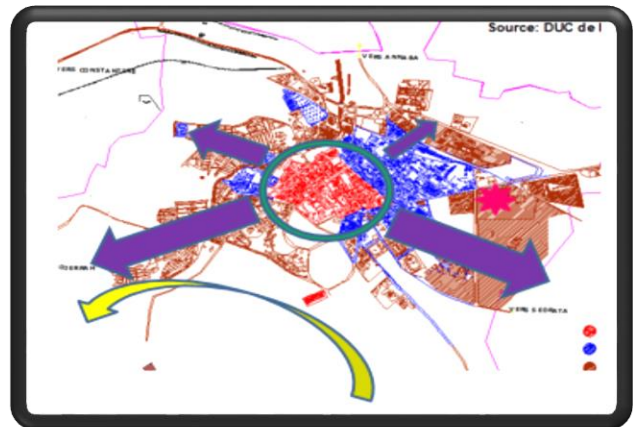 Source: DUC de l
VERS ANNABA
VERS CONSTANTINE
VERS SEDRATA